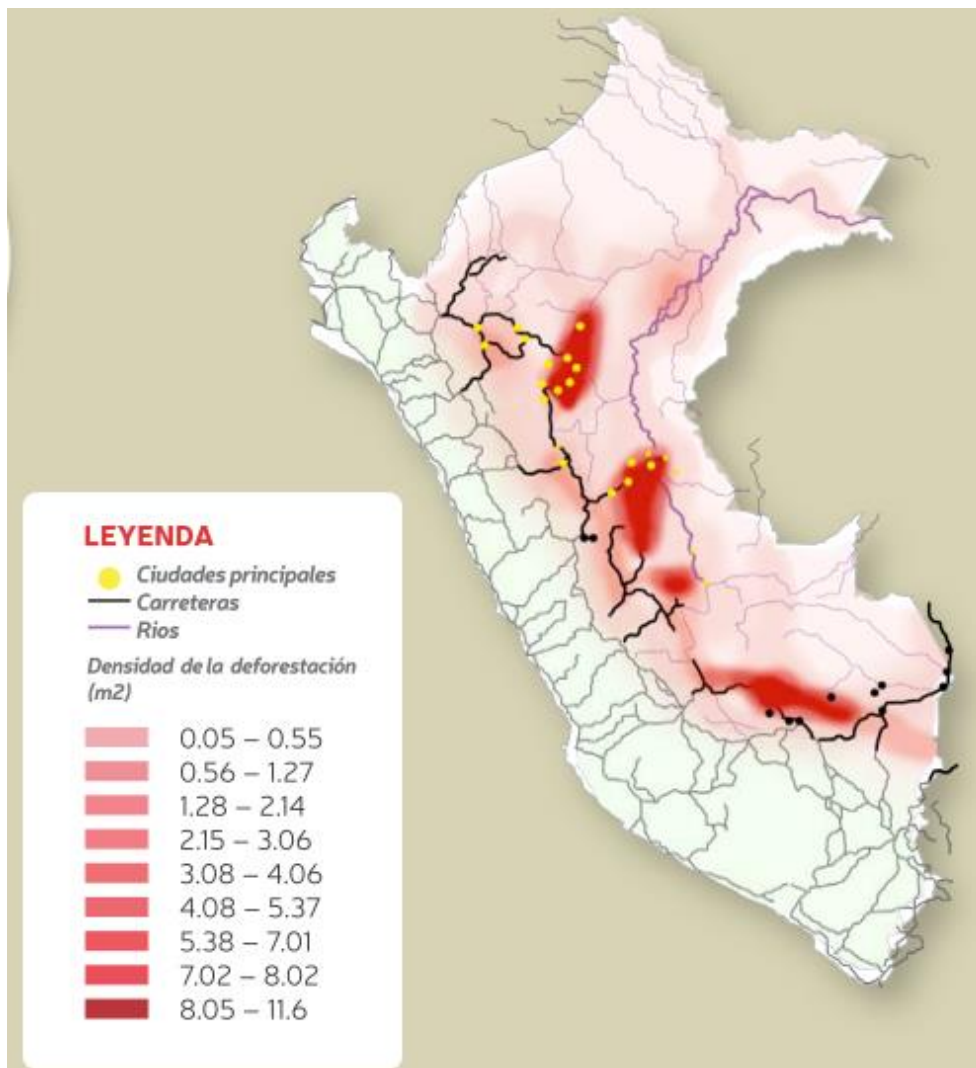 LEYENDA
Ciudades principales
Carreteras
Rios
Densidad de la deforestación
(m2)
0.05 – 0.55
0.56 – 1.27
1.28 – 2.14
2.15 – 3.06
3.08 – 4.06
4.08 – 5.37
5.38 – 7.01
7.02 – 8.02
8.05 – 11.6